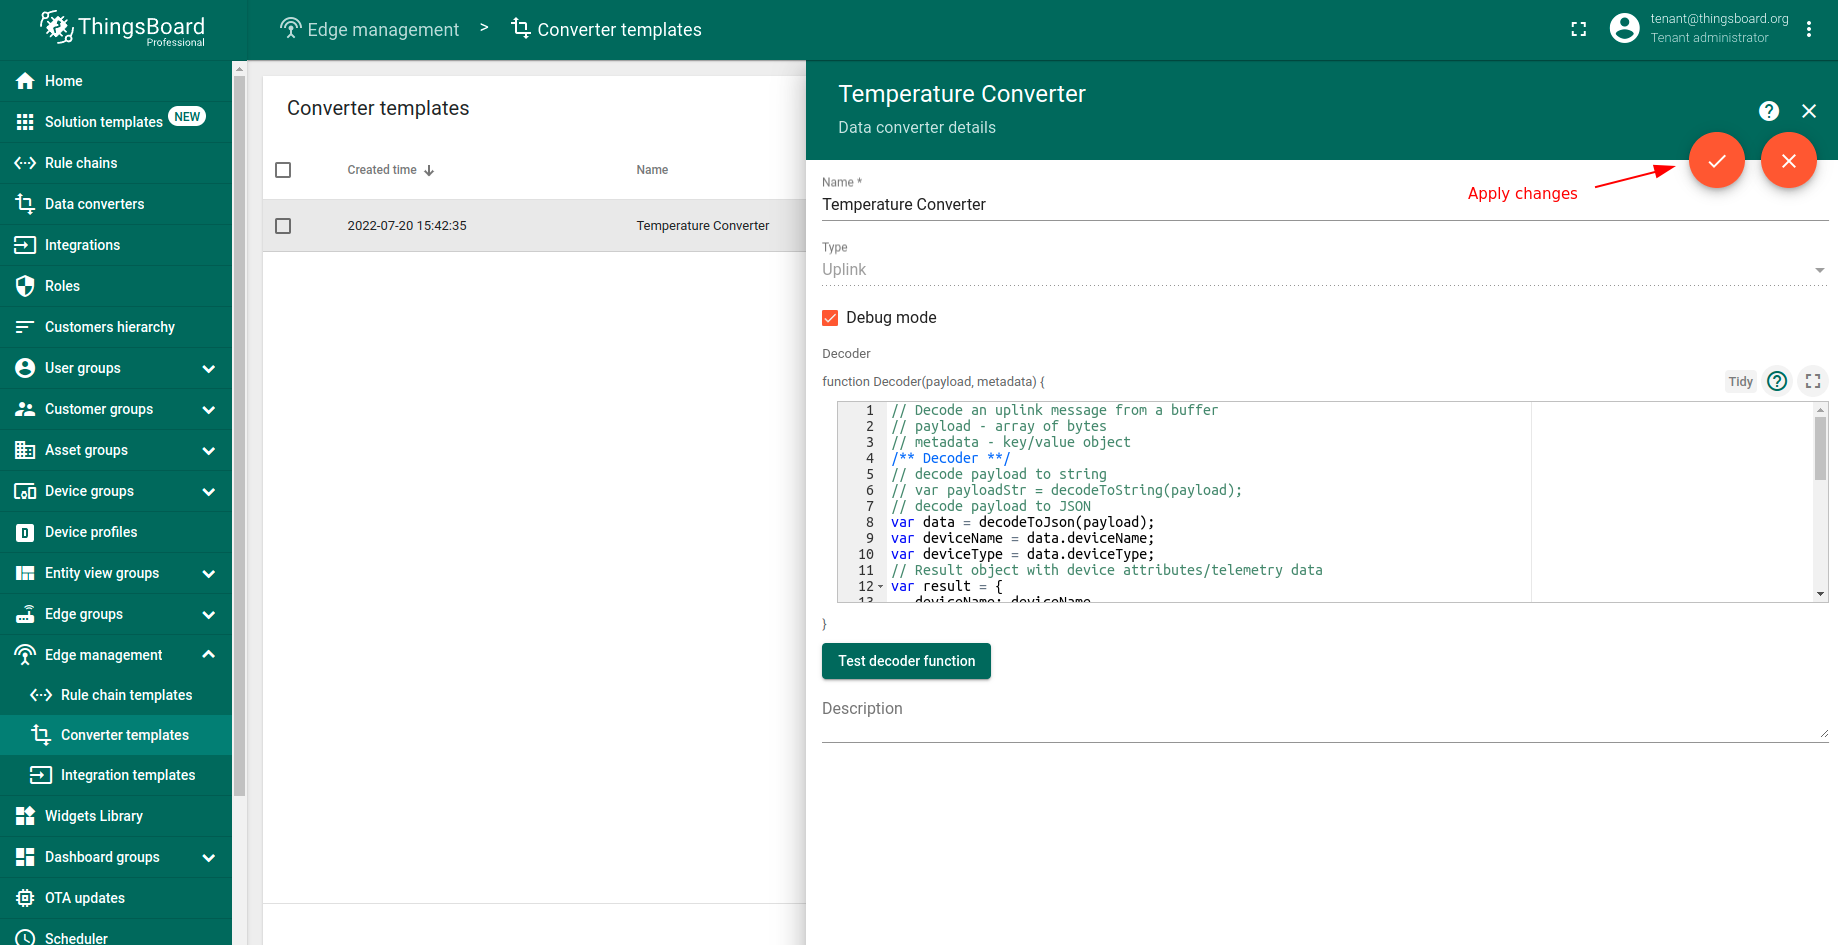 ThingsBoard
Professional
Edge management > Converter templates
tenant@thingsboard.org
Tenant administrator
Home
Solution templates NEW
Rule chains
Data converters
Integrations
Roles
Customers hierarchy
User groups
Customer groups
Asset groups
Device groups
Device profiles
Entity view groups
Edge groups
Edge management
Rule chain templates
Converter templates
Integration templates
Widgets Library
Dashboard groups
OTA updates
Scheduler
Converter templates
Created time Name
2022-07-20 15:42:35 Temperature Converter
Temperature Converter
Data converter details
Apply changes
Name *
Temperature Converter
Type
Uplink
Debug mode
Decoder
function Decoder(payload, metadata) {
Tidy
1 // Decode an uplink message from a buffer
2 // payload - array of bytes
3 // metadata - key/value object
4 /** Decoder **/
5 // decode payload to string
6 // var payloadStr = decodeToString(payload);
7 // decode payload to JSON
8 var data = decodeToJson(payload);
9 var deviceName = data.deviceName;
10 var deviceType = data.deviceType;
11 // Result object with device attributes/telemetry data
12 var result = {
13 deviceName: deviceName
}
Test decoder function
Description